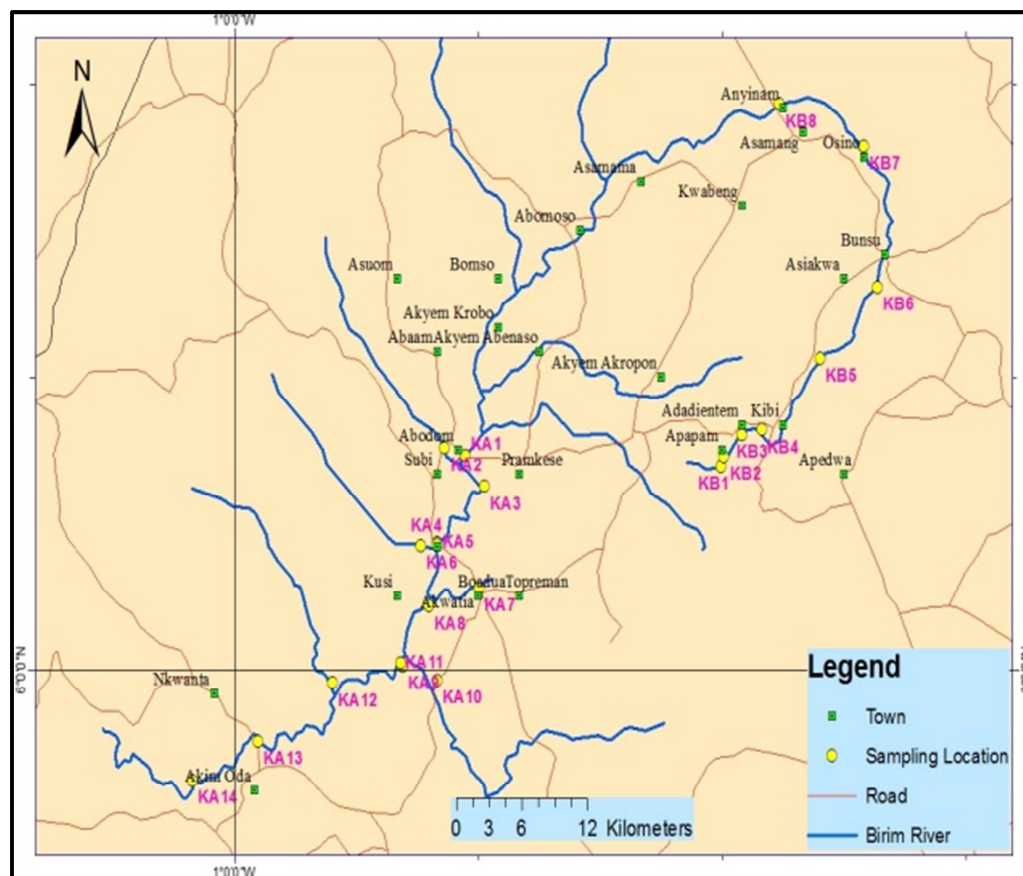 1°0'0"W
N
Anyinam
KB8
Asamang
Osino
KB7
Asamama
Kwabeng
Abomoso
Bunsu
Asuom
Bomso
Asiakwa
KB6
Akyem Krobo
Abaam
Akyem Abenaso
Akyem Akropon
KB5
Adadientem
Kibi
Abodom
KA1
Apapam
KB3
KB4
KA2
Subi
Pramkese
KB2
Apedwa
KB1
KA3
KA4
KA5
KA6
Kusi
Boadua
Topreman
Akwatia
KA7
KA8
KA11
6°0'0"N
KA9
Nkwanta
KA12
KA10
KA13
Akim Oda
KA14
Legend
Town
Sampling Location
Road
Birim River
0 3 6 12 Kilometers
1°0'0"W